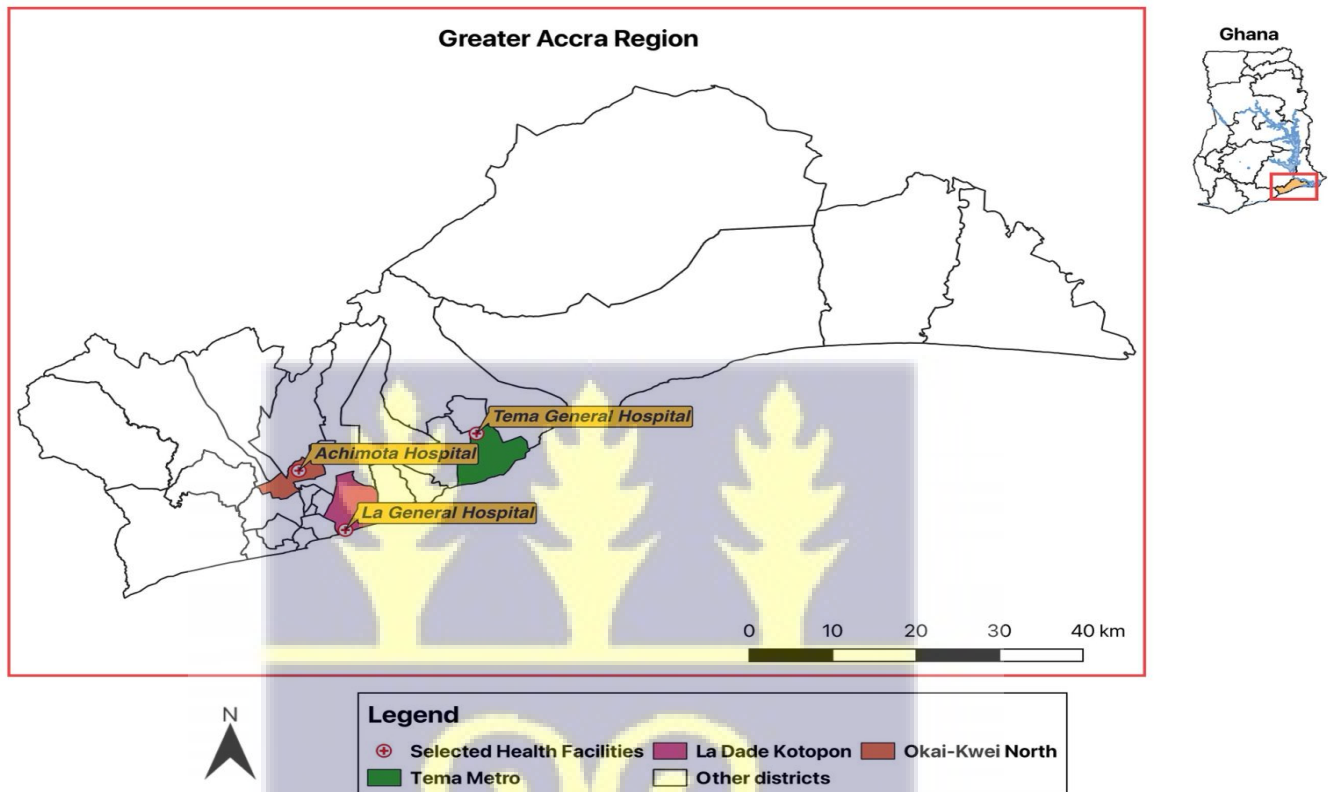 Greater Accra Region
Ghana
Tema General Hospital
Achimota Hospital
La General Hospital
0 10 20 30 40 km
N
Legend
Selected Health Facilities La Dade Kotopon Okai-Kwei North
Tema Metro Other districts